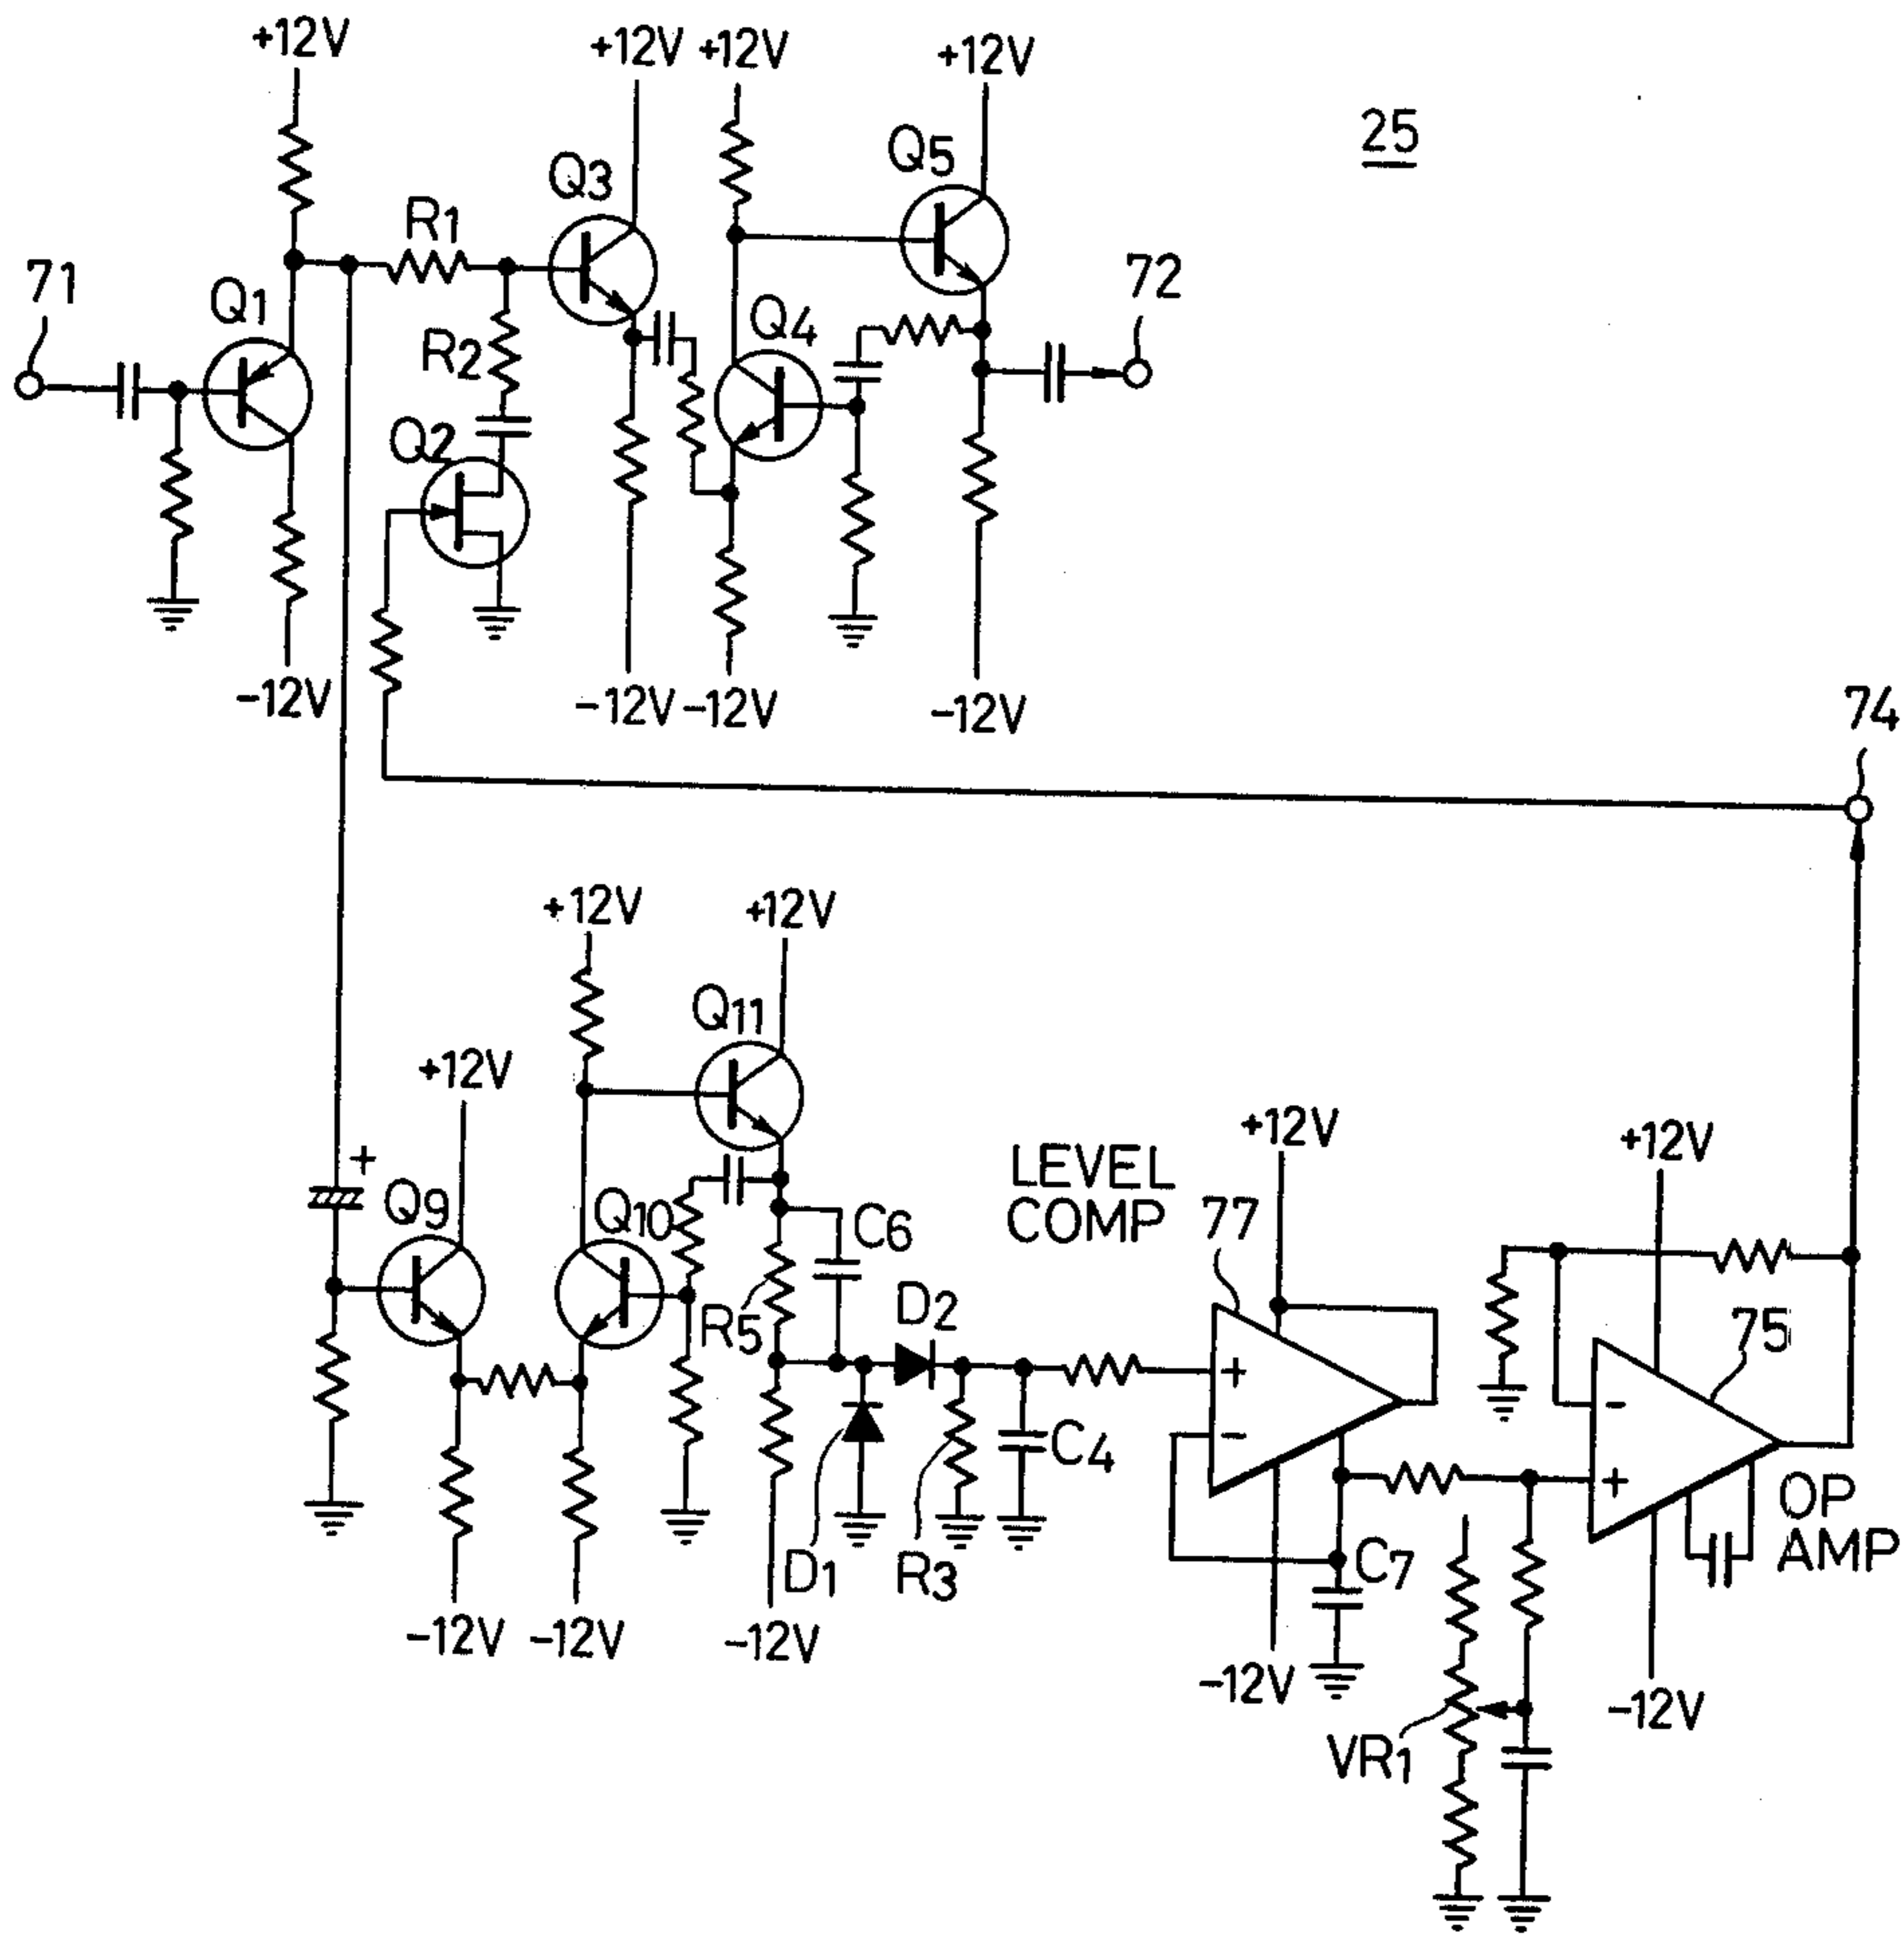 +12V
+12V
+12V
+12V
25
Q5
Q3
R1
71
Q1
72
Q4
R2
Q2
-12V
-12V
-12V
-12V
74
+12V
+12V
Q11
+12V
+12V
+12V
LEVEL
COMP
77
Q9
Q10
C6
+
R5
D2
75
+
-
-
+
C4
OP
AMP
D1
R3
C7
-12V
-12V
-12V
-12V
-12V
VR1